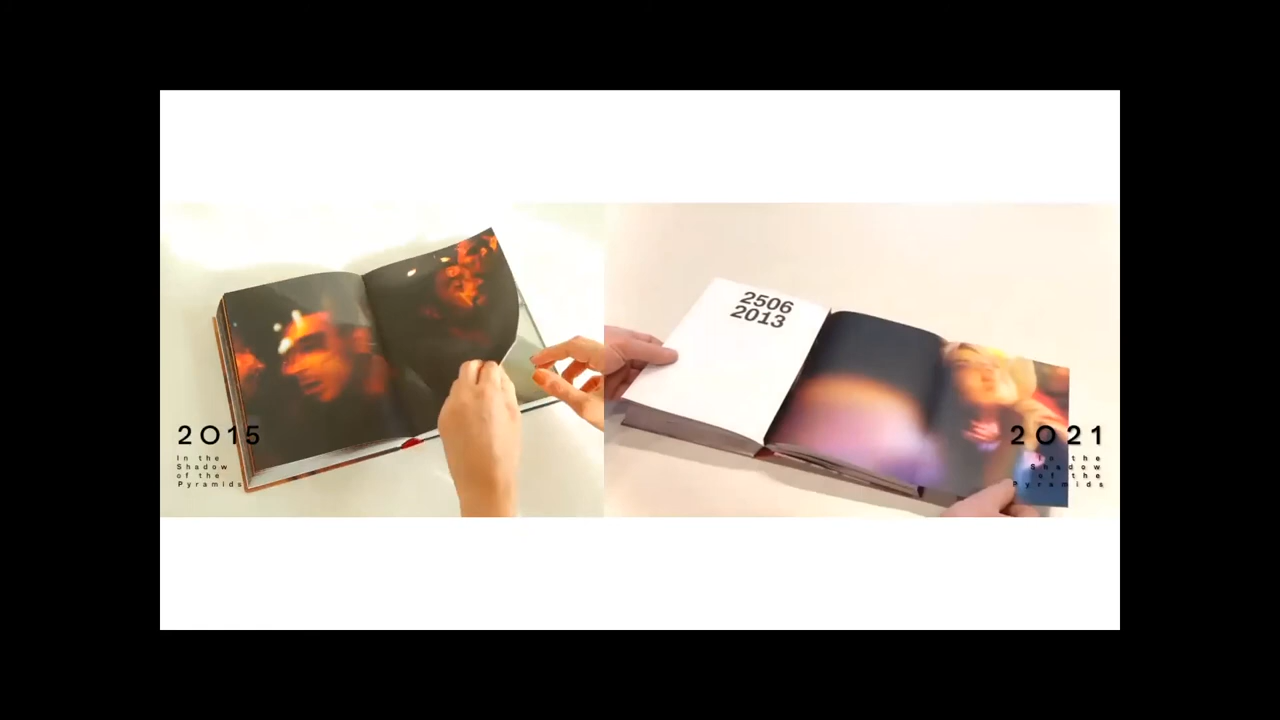 2506
2013
2015
In the
Shadow
of the
Pyramids
2021
In the
Shadow
of the
Pyramids